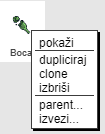 Boca
pokaži
dupliciraj
clone
izbriši
parent...
izvezi...